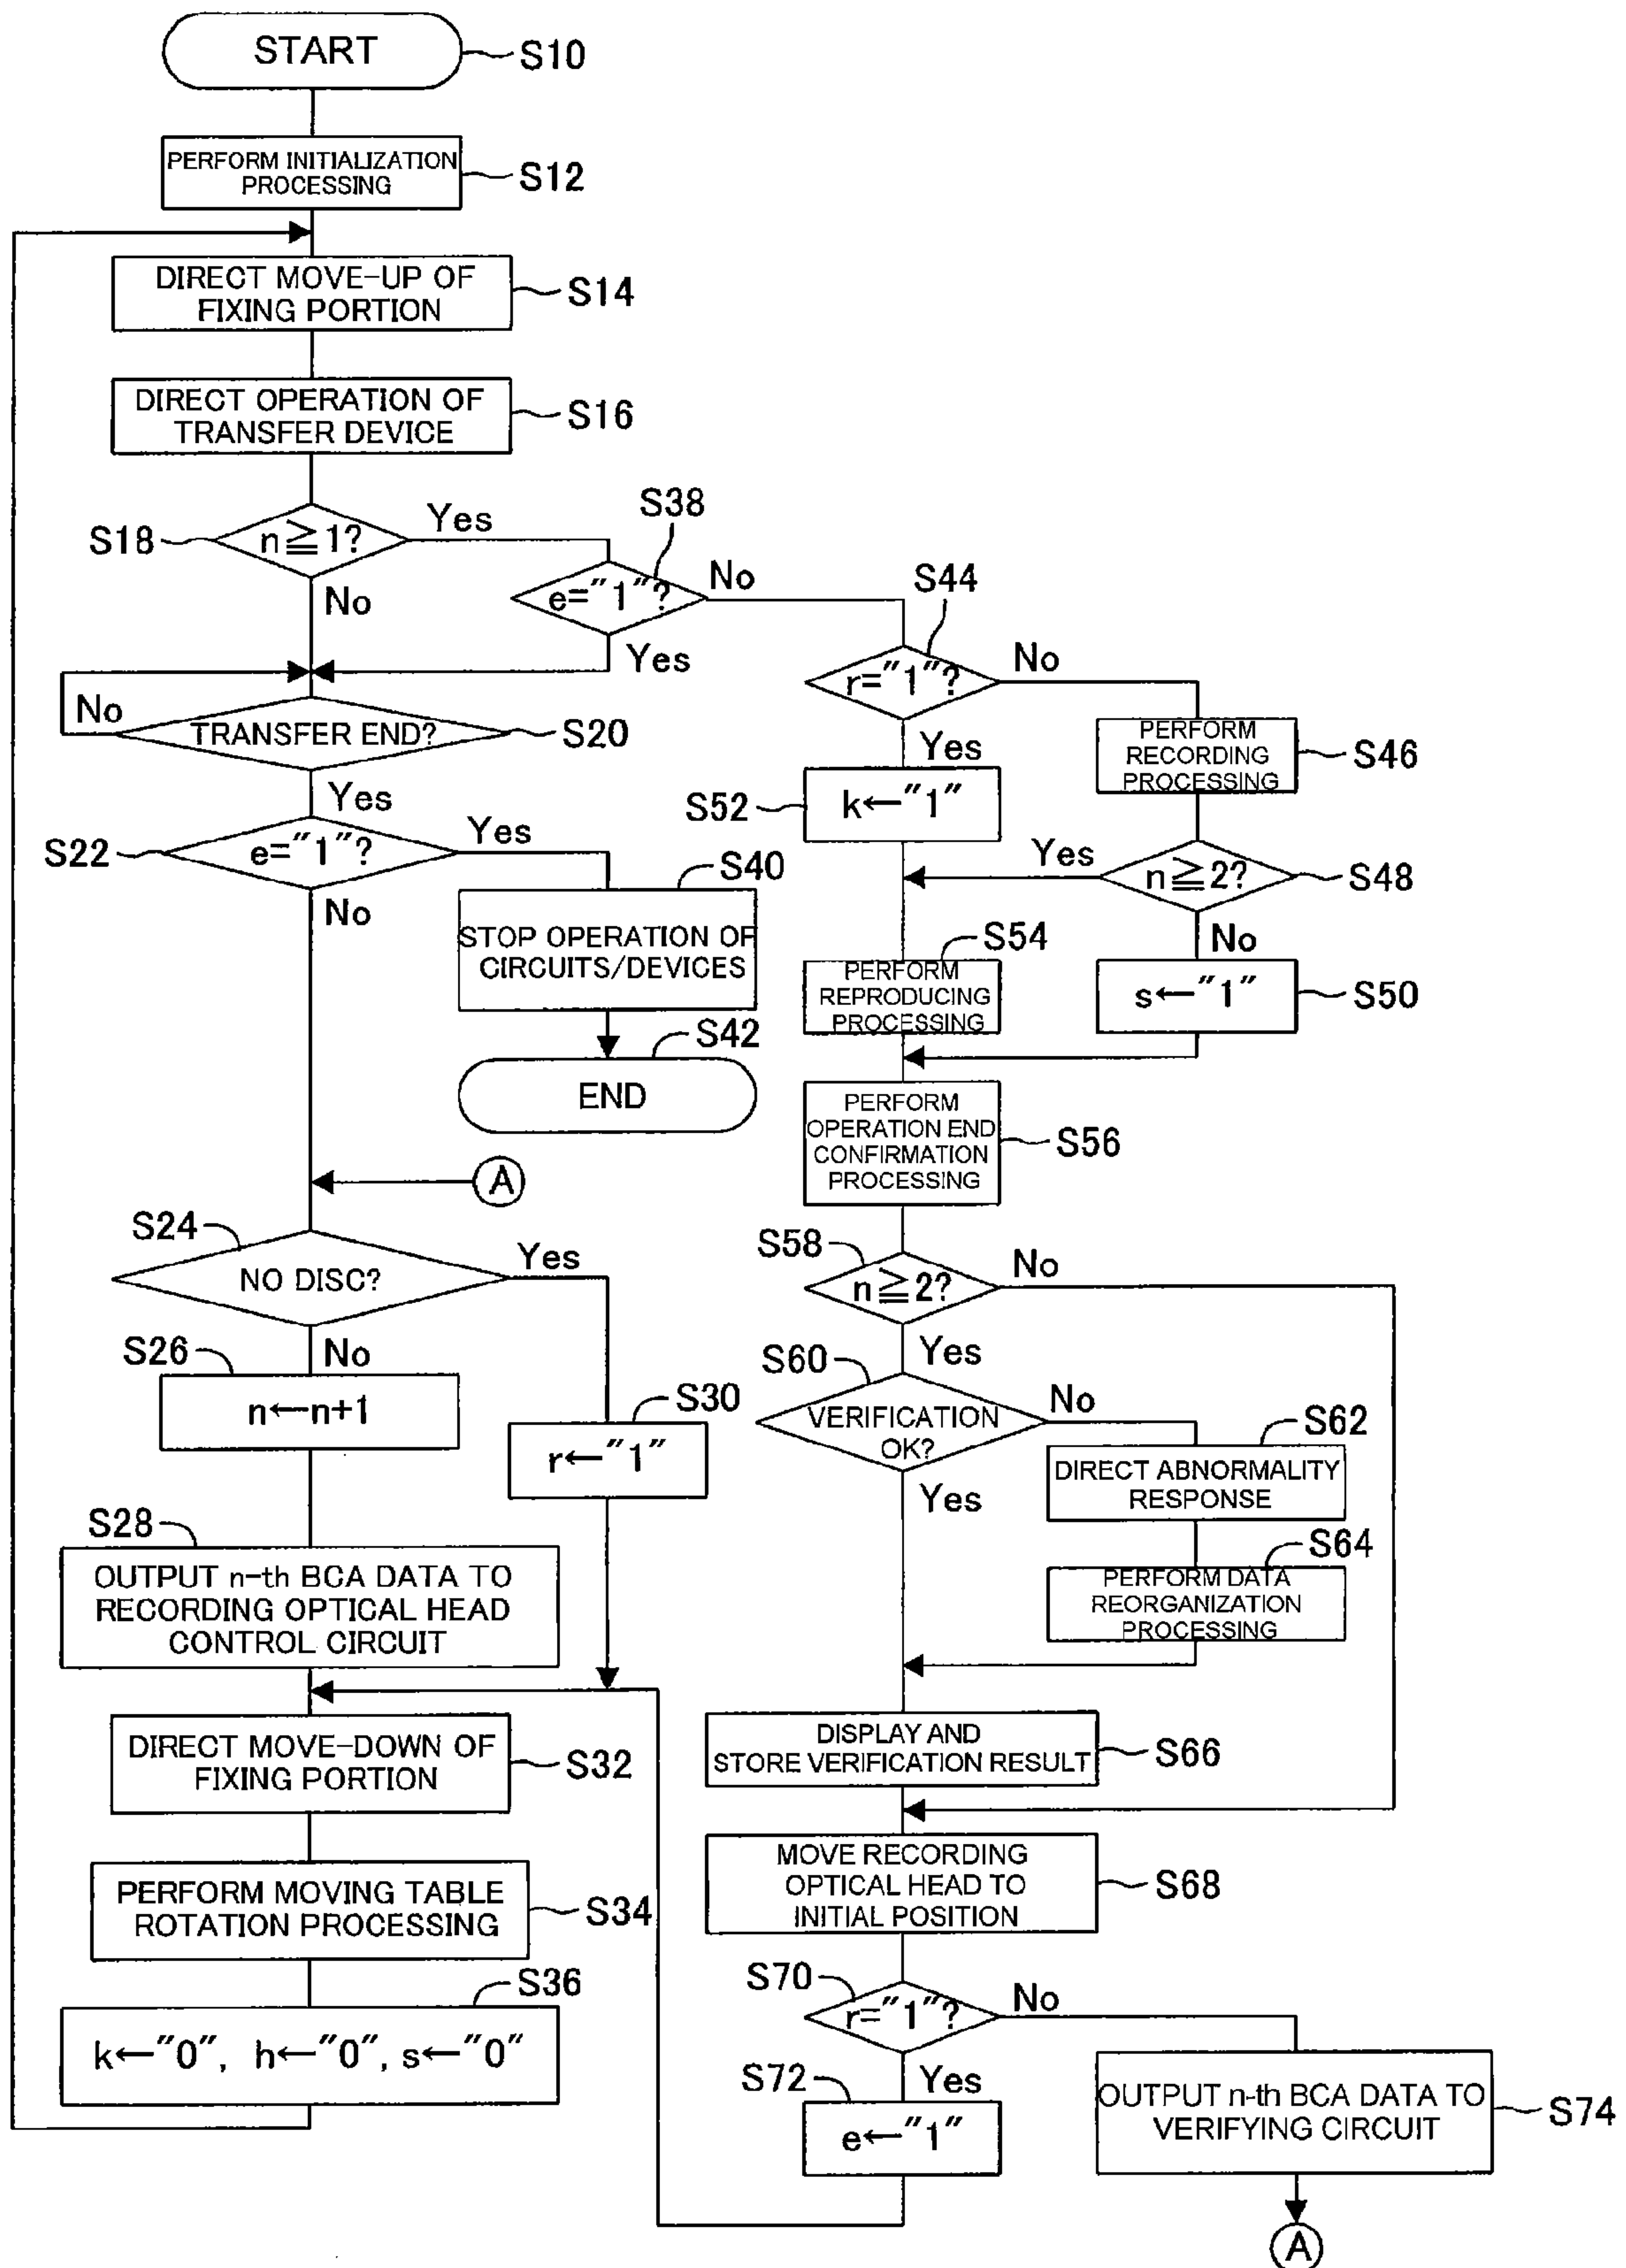 START
S10
PERFORM INITIALIZATION
PROCESSING
S12
DIRECT MOVE-UP OF
FIXING PORTION
S14
DIRECT OPERATION OF
TRANSFER DEVICE
S16
S18
n≧1?
Yes
No
S38
e="1"?
No
Yes
S44
r="1"?
No
Yes
No
TRANSFER END?
S20
Yes
PERFORM
RECORDING
PROCESSING
S46
S52
k←"1"
S22
e="1"?
Yes
No
Yes
n≧2?
S48
No
S40
STOP OPERATION OF
CIRCUITS/DEVICES
S42
END
S54
PERFORM
REPRODUCING
PROCESSING
s←"1"
S50
PERFORM
OPERATION END
CONFIRMATION
PROCESSING
S56
A
S24
NO DISC?
Yes
No
S58
n≧2?
No
Yes
S26
n←n+1
S30
r←"1"
S60
VERIFICATION
OK?
No
Yes
S62
DIRECT ABNORMALITY
RESPONSE
S64
PERFORM DATA
REORGANIZATION
PROCESSING
S28
OUTPUT n-th BCA DATA TO
RECORDING OPTICAL HEAD
CONTROL CIRCUIT
DIRECT MOVE-DOWN OF
FIXING PORTION
S32
DISPLAY AND
STORE VERIFICATION RESULT
S66
PERFORM MOVING TABLE
ROTATION PROCESSING
S34
MOVE RECORDING
OPTICAL HEAD TO
INITIAL POSITION
S68
S36
k←"0", h←"0", s←"0"
S70
r="1"?
No
Yes
S72
e←"1"
OUTPUT n-th BCA DATA TO
VERIFYING CIRCUIT
S74
A